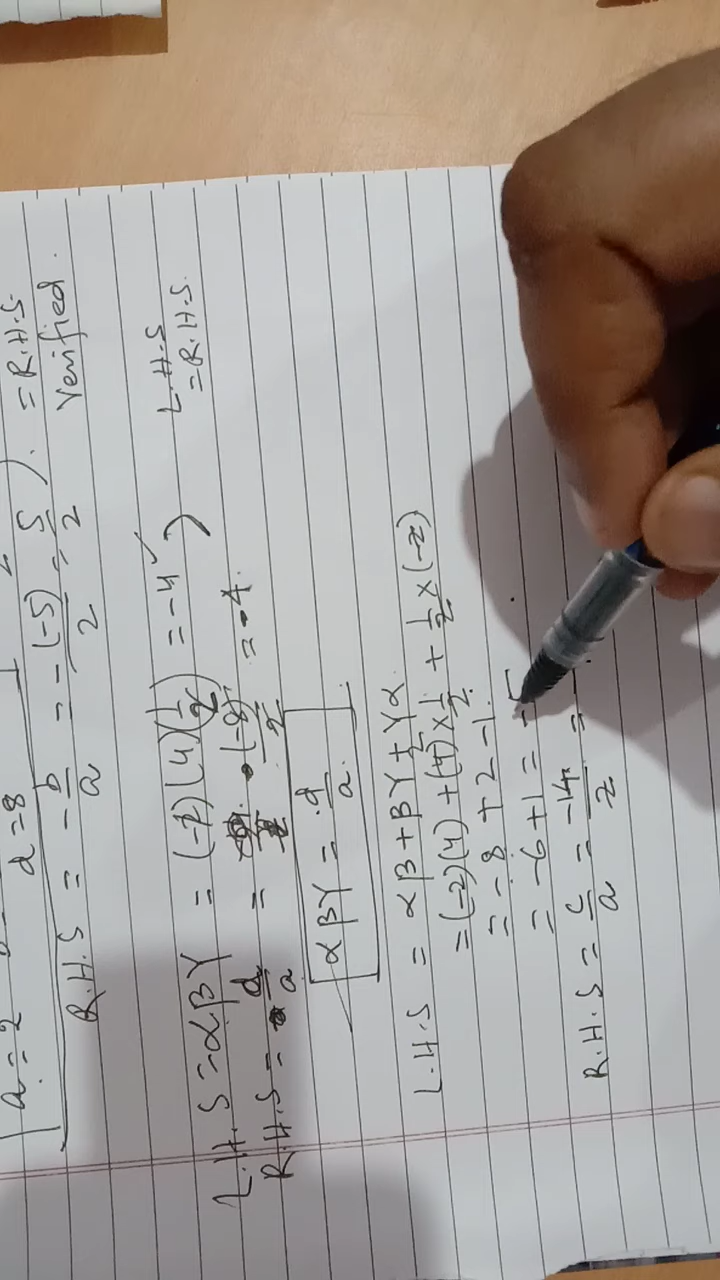 a = 2
d = 8
R.H.S = -b/a = -(-5)/2 = 5/2 ) . = R.H.S
Verified.
L.H.S = αβγ = (-2)(4)(1/2) = -4 ✓
L.H.S = R.H.S.
R.H.S = d/a = (-8)/2 = -4.
αβγ = d/a.
L.H.S = αβ + βγ + γα
= (-2)(4) + (4) × 1/2 + 1/2 × (-2)
= -8 + 2 - 1
= -6 + 1 =
R.H.S = c/a = -14/2 =